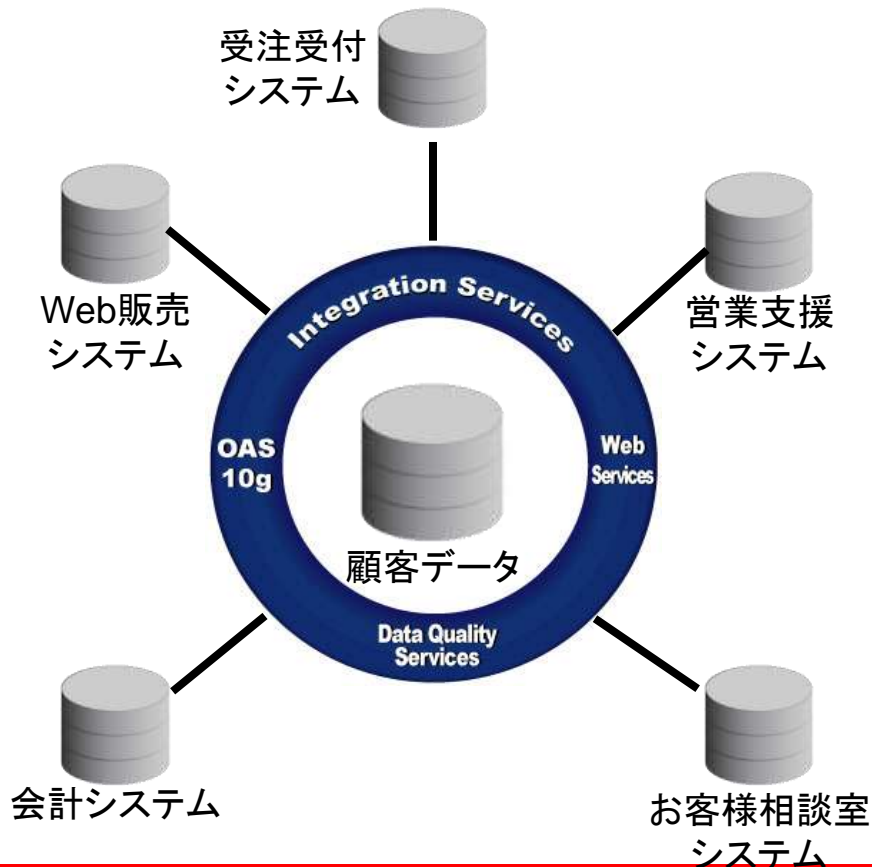 受注受付
システム
Web販売
システム
営業支援
システム
Integration Services
OAS
10g
Web
Services
顧客データ
Data Quality
Services
会計システム
お客様相談室
システム